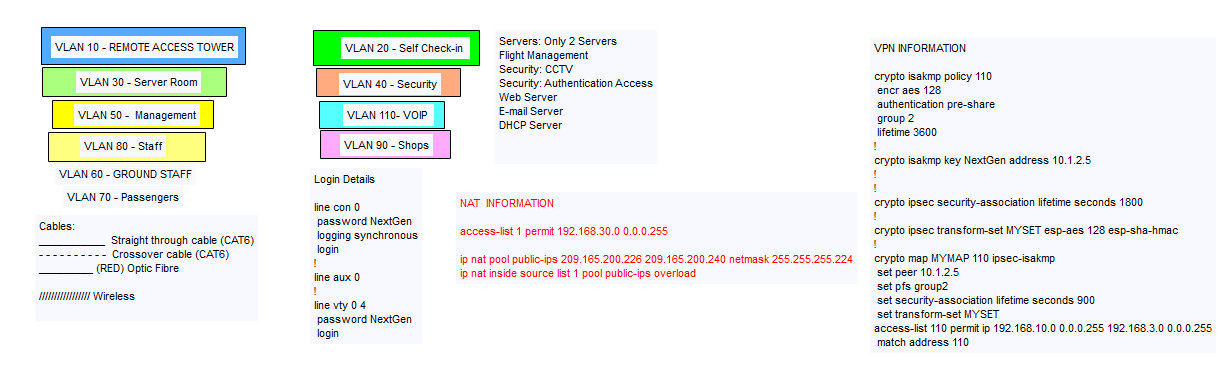 VLAN 10 - REMOTE ACCESS TOWER
VLAN 30 - Server Room
VLAN 50 - Management
VLAN 80 - Staff
VLAN 60 - GROUND STAFF
VLAN 70 - Passengers
Cables:
____________ Straight through cable (CAT6)
- - - - - - - - - - Crossover cable (CAT6)
__________ (RED) Optic Fibre
///////////////// Wireless
VLAN 20 - Self Check-in
VLAN 40 - Security
VLAN 110- VOIP
VLAN 90 - Shops
Login Details
line con 0
password NextGen
logging synchronous
login
!
line aux 0
!
line vty 0 4
password NextGen
login
Servers: Only 2 Servers
Flight Management
Security: CCTV
Security: Authentication Access
Web Server
E-mail Server
DHCP Server
NAT INFORMATION
access-list 1 permit 192.168.30.0 0.0.0.255
ip nat pool public-ips 209.165.200.226 209.165.200.240 netmask 255.255.255.224
ip nat inside source list 1 pool public-ips overload
VPN INFORMATION
crypto isakmp policy 110
encr aes 128
authentication pre-share
group 2
lifetime 3600
!
crypto isakmp key NextGen address 10.1.2.5
!
!
crypto ipsec security-association lifetime seconds 1800
!
crypto ipsec transform-set MYSET esp-aes 128 esp-sha-hmac
!
crypto map MYMAP 110 ipsec-isakmp
set peer 10.1.2.5
set pfs group2
set security-association lifetime seconds 900
set transform-set MYSET
access-list 110 permit ip 192.168.10.0 0.0.0.255 192.168.3.0 0.0.0.255
match address 110